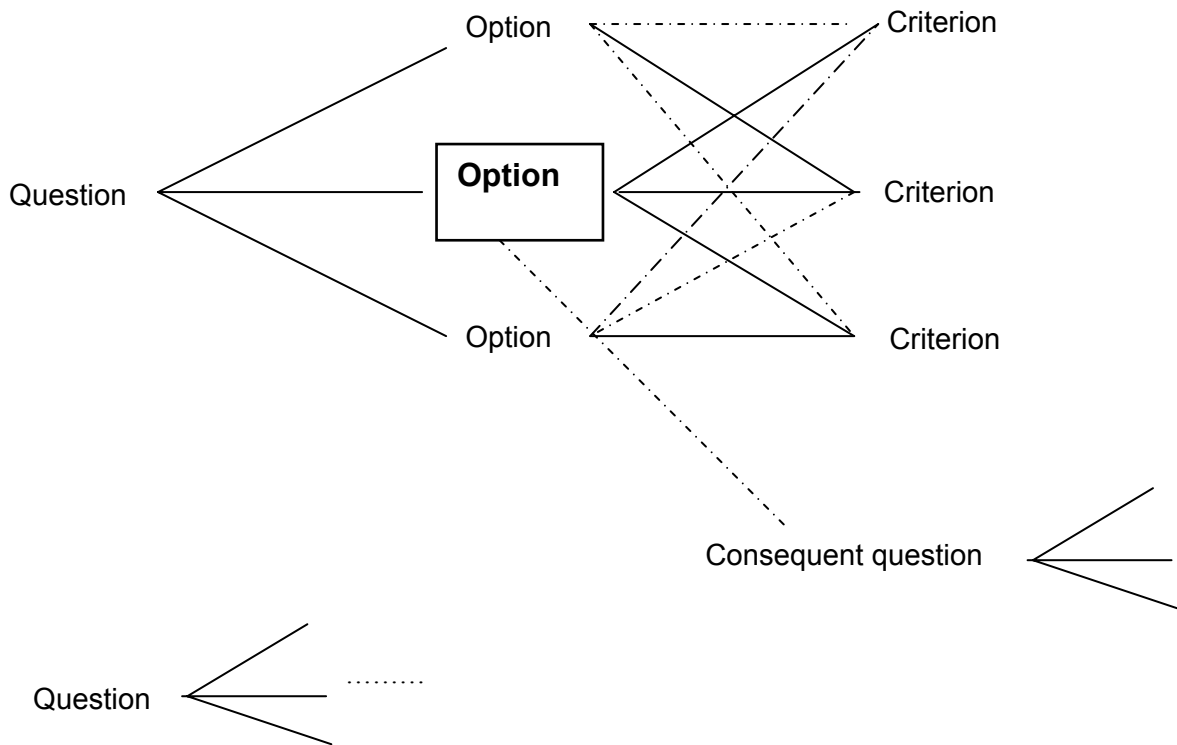 Option
Criterion
Option
Question
Criterion
Option
Criterion
Consequent question
Question